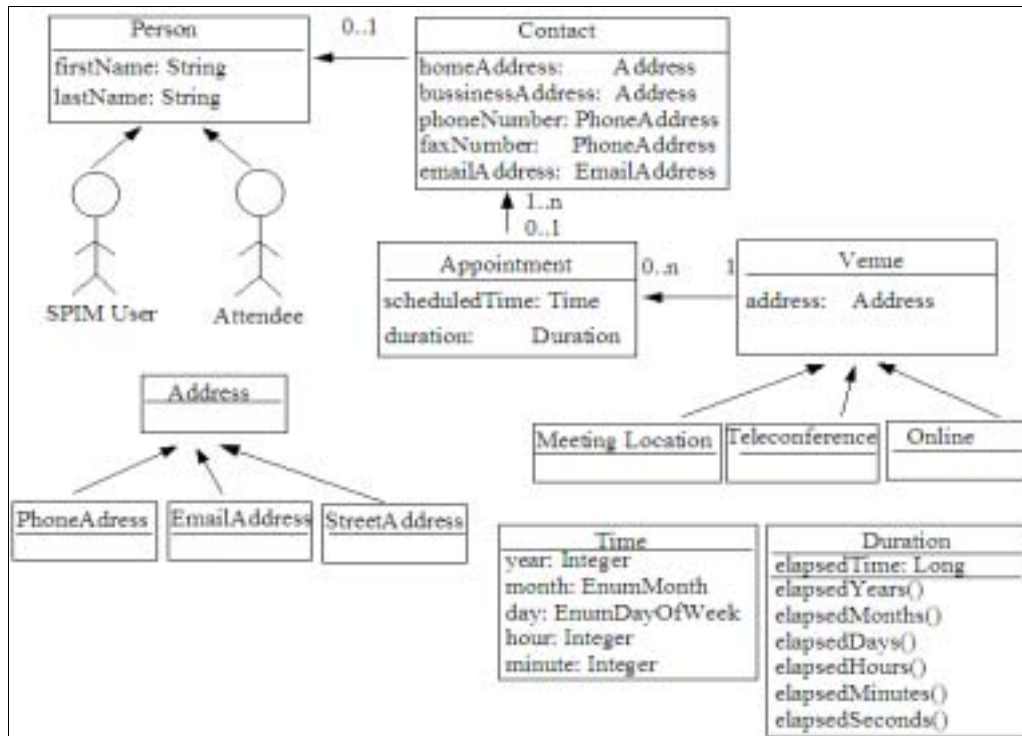 Person
firstName: String
lastName: String
0..1
Contact
homeAddress: Address
bussinessAddress: Address
phoneNumber: PhoneAddress
faxNumber: PhoneAddress
emailAddress: EmailAddress
1..n
0..1
SPIM User
Attendee
Appointment
scheduledTime: Time
duration: Duration
0..n
1
Venue
address: Address
Address
PhoneAdress
EmailAddress
StreetAddress
Meeting Location
Teleconference
Online
Time
year: Integer
month: EnumMonth
day: EnumDayOfWeek
hour: Integer
minute: Integer
Duration
elapsedTime: Long
elapsedYears()
elapsedMonths()
elapsedDays()
elapsedHours()
elapsedMinutes()
elapsedSeconds()